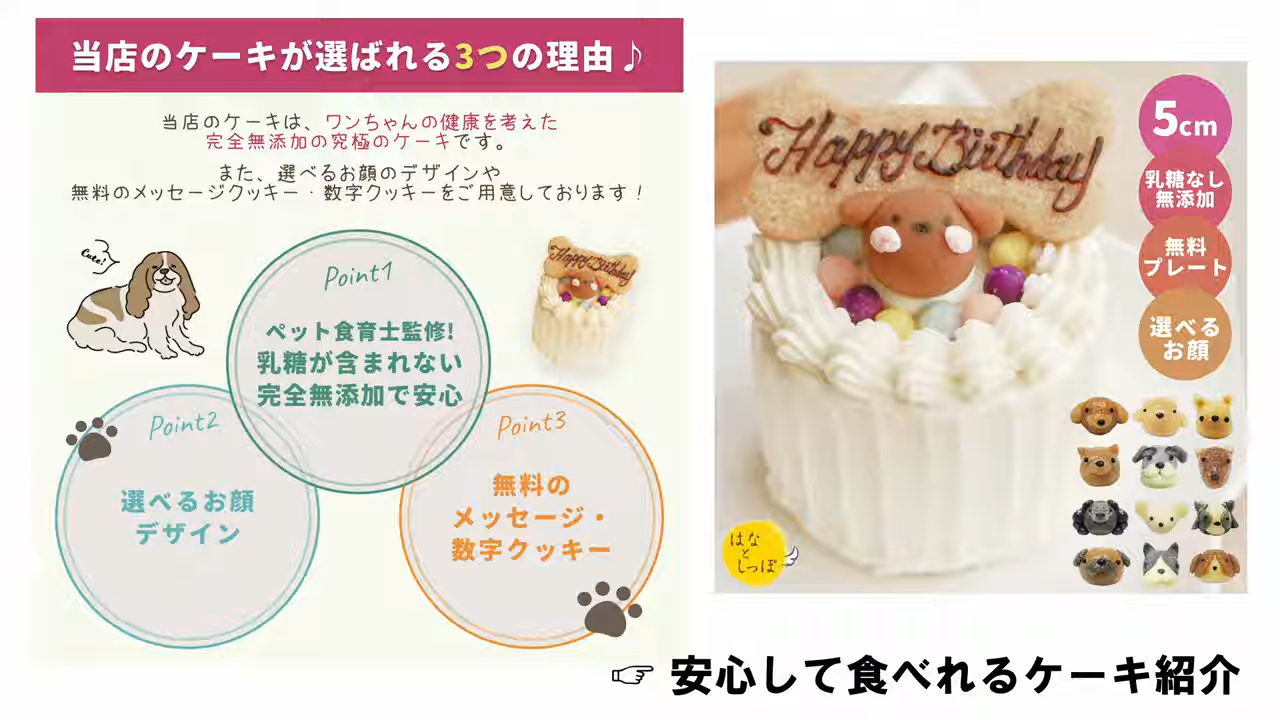 当店のケーキが選ばれる3つの理由♪
当店のケーキは、ワンちゃんの健康を考えた
完全無添加の究極のケーキです。
また、選べるお顔のデザインや
無料のメッセージクッキー・数字クッキーをご用意しております！
Cute!
Point1
ペット食育士監修!
乳糖が含まれない
完全無添加で安心
Point2
選べるお顔
デザイン
Point3
無料の
メッセージ・
数字クッキー
Happy Birthday
Happy Birthday
5cm
乳糖なし
無添加
無料
プレート
選べる
お顔
はな
と
しっぽ
☞ 安心して食べれるケーキ紹介